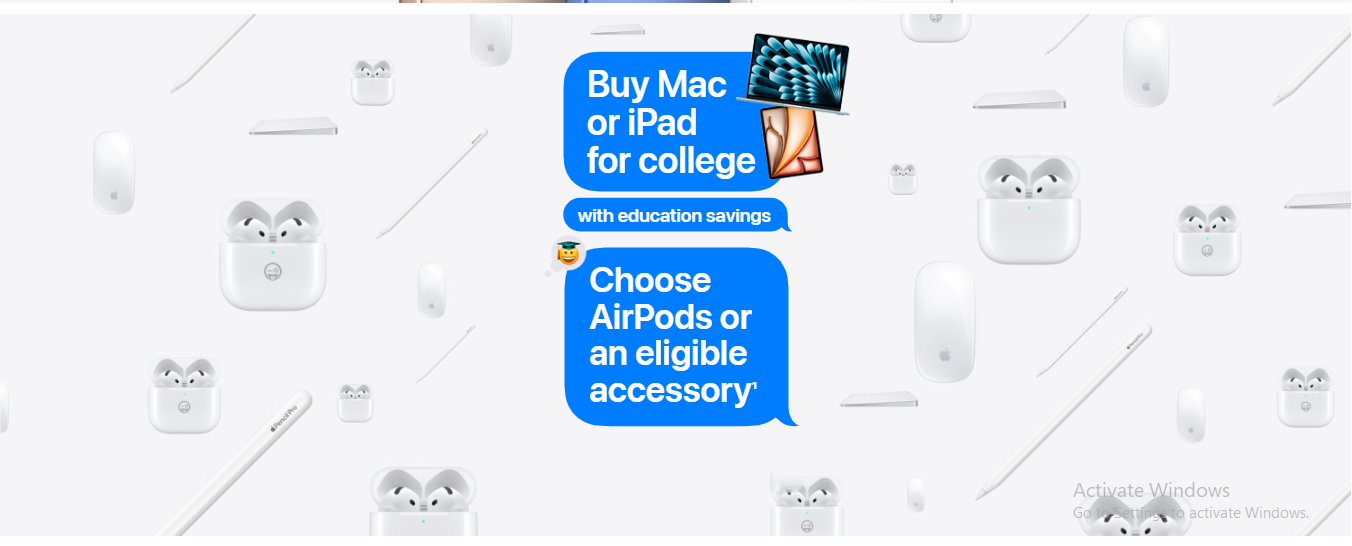 Buy Mac
or iPad
for college
with education savings
Choose
AirPods or
an eligible
accessory¹
Pencil Pro
Activate Windows
Go to Settings to activate Windows.